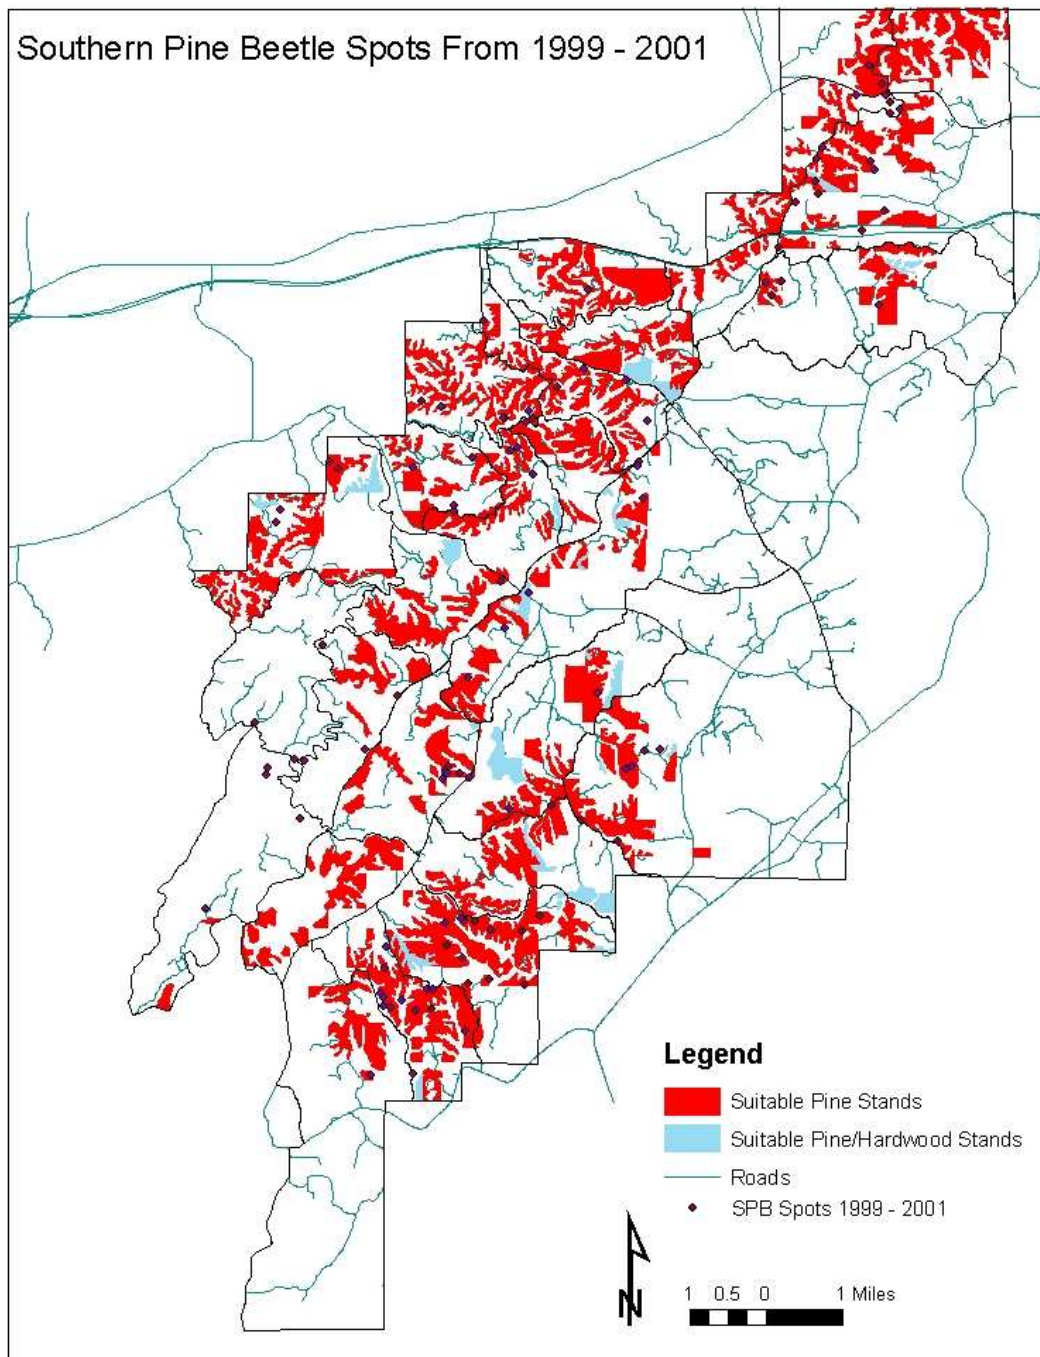 Southern Pine Beetle Spots From 1999 - 2001
Legend
Suitable Pine Stands
Suitable Pine/Hardwood Stands
Roads
SPB Spots 1999 - 2001
N
1 0.5 0 1 Miles